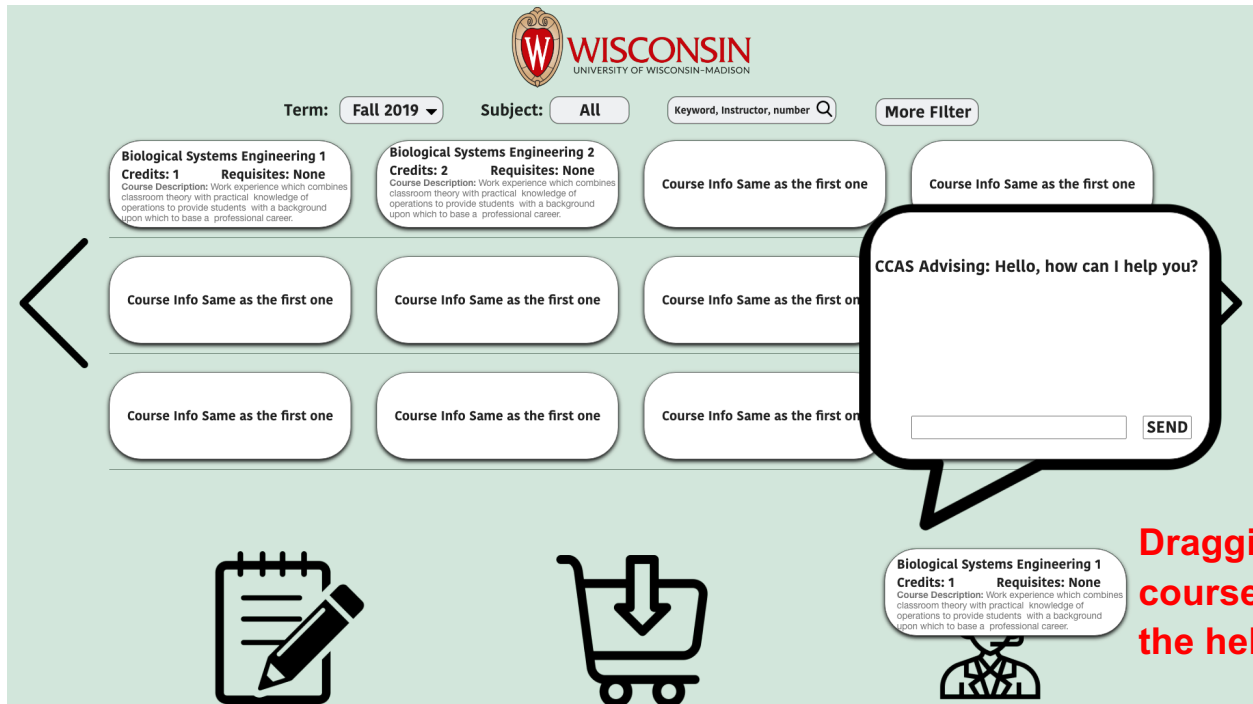 WISCONSIN
UNIVERSITY OF WISCONSIN–MADISON
Term: Fall 2019 Subject: All Keyword, Instructor, number More FIlter
Biological Systems Engineering 1
Credits: 1 Requisites: None
Course Description: Work experience which combines
classroom theory with practical knowledge of
operations to provide students with a background
upon which to base a professional career.
Biological Systems Engineering 2
Credits: 2 Requisites: None
Course Description: Work experience which combines
classroom theory with practical knowledge of
operations to provide students with a background
upon which to base a professional career.
Course Info Same as the first one
Course Info Same as the first one
CCAS Advising: Hello, how can I help you?
Course Info Same as the first one
Course Info Same as the first one
Course Info Same as the first on
Course Info Same as the first one
Course Info Same as the first one
Course Info Same as the first on
SEND
Biological Systems Engineering 1
Credits: 1 Requisites: None
Course Description: Work experience which combines
classroom theory with practical knowledge of
operations to provide students with a background
upon which to base a professional career.
Draggi
course
the hel